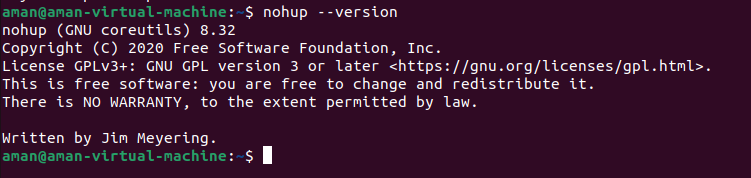 aman@aman-virtual-machine:~$ nohup --version
nohup (GNU coreutils) 8.32
Copyright (C) 2020 Free Software Foundation, Inc.
License GPLv3+: GNU GPL version 3 or later <https://gnu.org/licenses/gpl.html>.
This is free software: you are free to change and redistribute it.
There is NO WARRANTY, to the extent permitted by law.

Written by Jim Meyering.
aman@aman-virtual-machine:~$